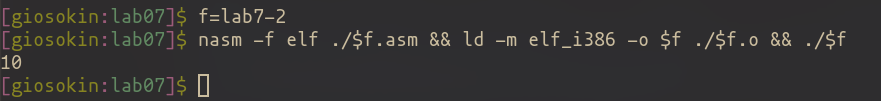 [giosokin:lab07]$ f=lab7-2
[giosokin:lab07]$ nasm -f elf ./$f.asm && ld -m elf_i386 -o $f ./$f.o && ./$f
10
[giosokin:lab07]$